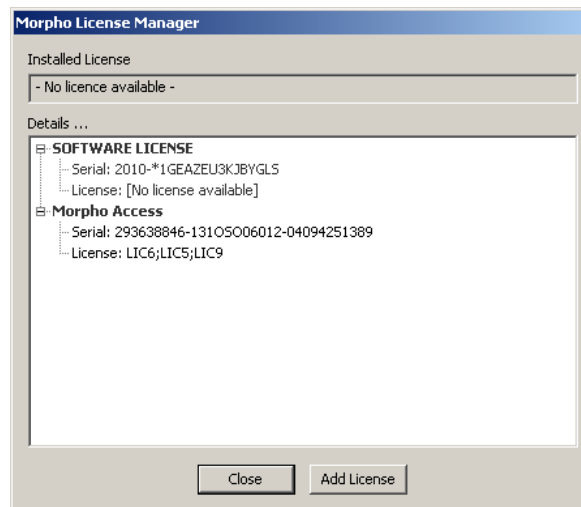 Morpho License Manager
Installed License
- No licence available -
Details ...
SOFTWARE LICENSE
Serial: 2010-*1GEAZEU3KJBYGLS
License: [No license available]
Morpho Access
Serial: 293638846-131OSO06012-04094251389
License: LIC6;LIC5;LIC9
Close
Add License